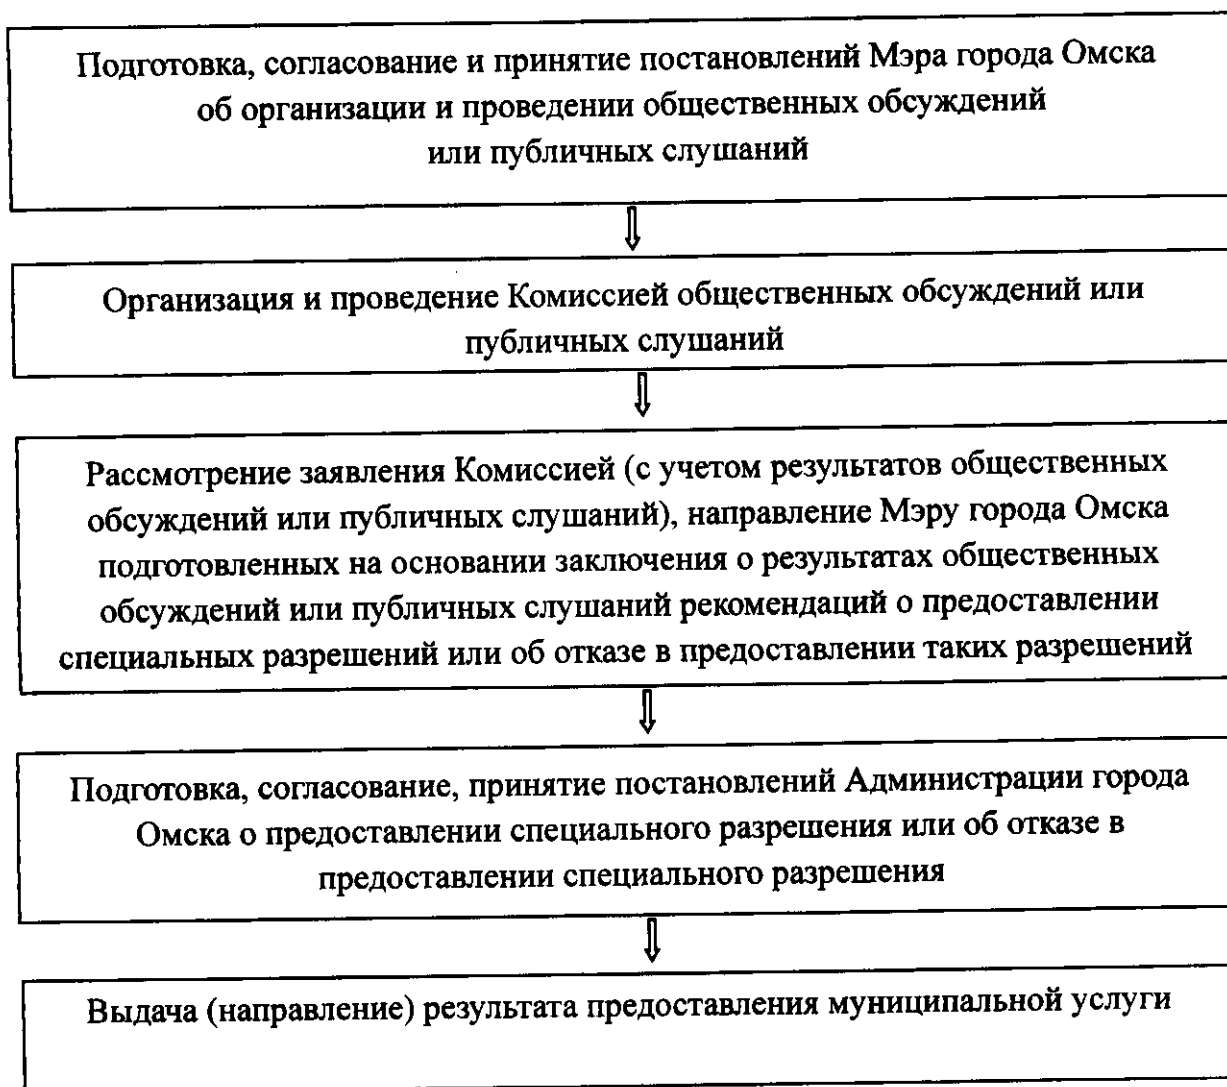 Подготовка, согласование и принятие постановлений Мэра города Омска
об организации и проведении общественных обсуждений
или публичных слушаний
Организация и проведение Комиссией общественных обсуждений или
публичных слушаний
Рассмотрение заявления Комиссией (с учетом результатов общественных
обсуждений или публичных слушаний), направление Мэру города Омска
подготовленных на основании заключения о результатах общественных
обсуждений или публичных слушаний рекомендаций о предоставлении
специальных разрешений или об отказе в предоставлении таких разрешений
Подготовка, согласование, принятие постановлений Администрации города
Омска о предоставлении специального разрешения или об отказе в
предоставлении специального разрешения
Выдача (направление) результата предоставления муниципальной услуги